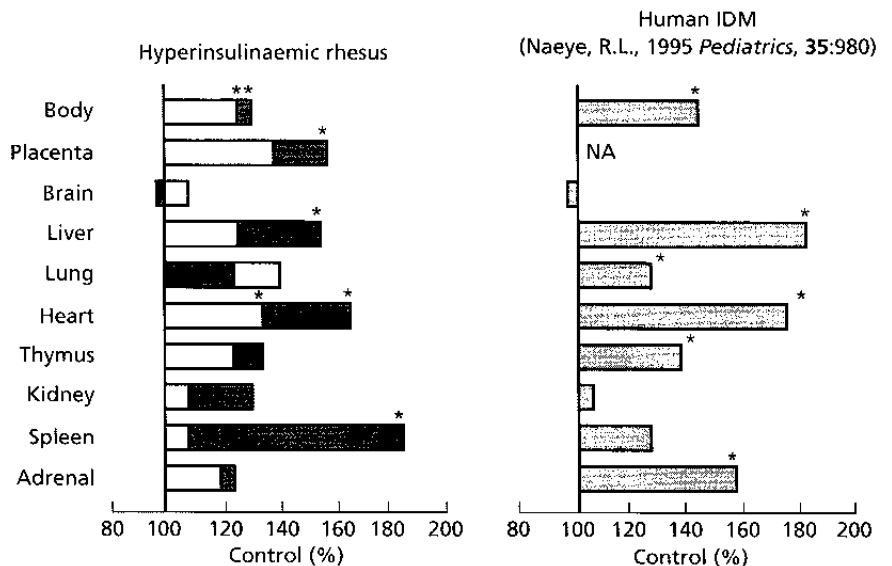 Hyperinsulinaemic rhesus
Human IDM
(Naeye, R.L., 1995 Pediatrics, 35:980)
Body
**
*
Placenta
*
NA
Brain
Liver
*
*
Lung
*
Heart
*
*
*
Thymus
*
Kidney
Spleen
*
Adrenal
*
80 100 120 140 160 180 200
Control (%)
80 100 120 140 160 180 200
Control (%)